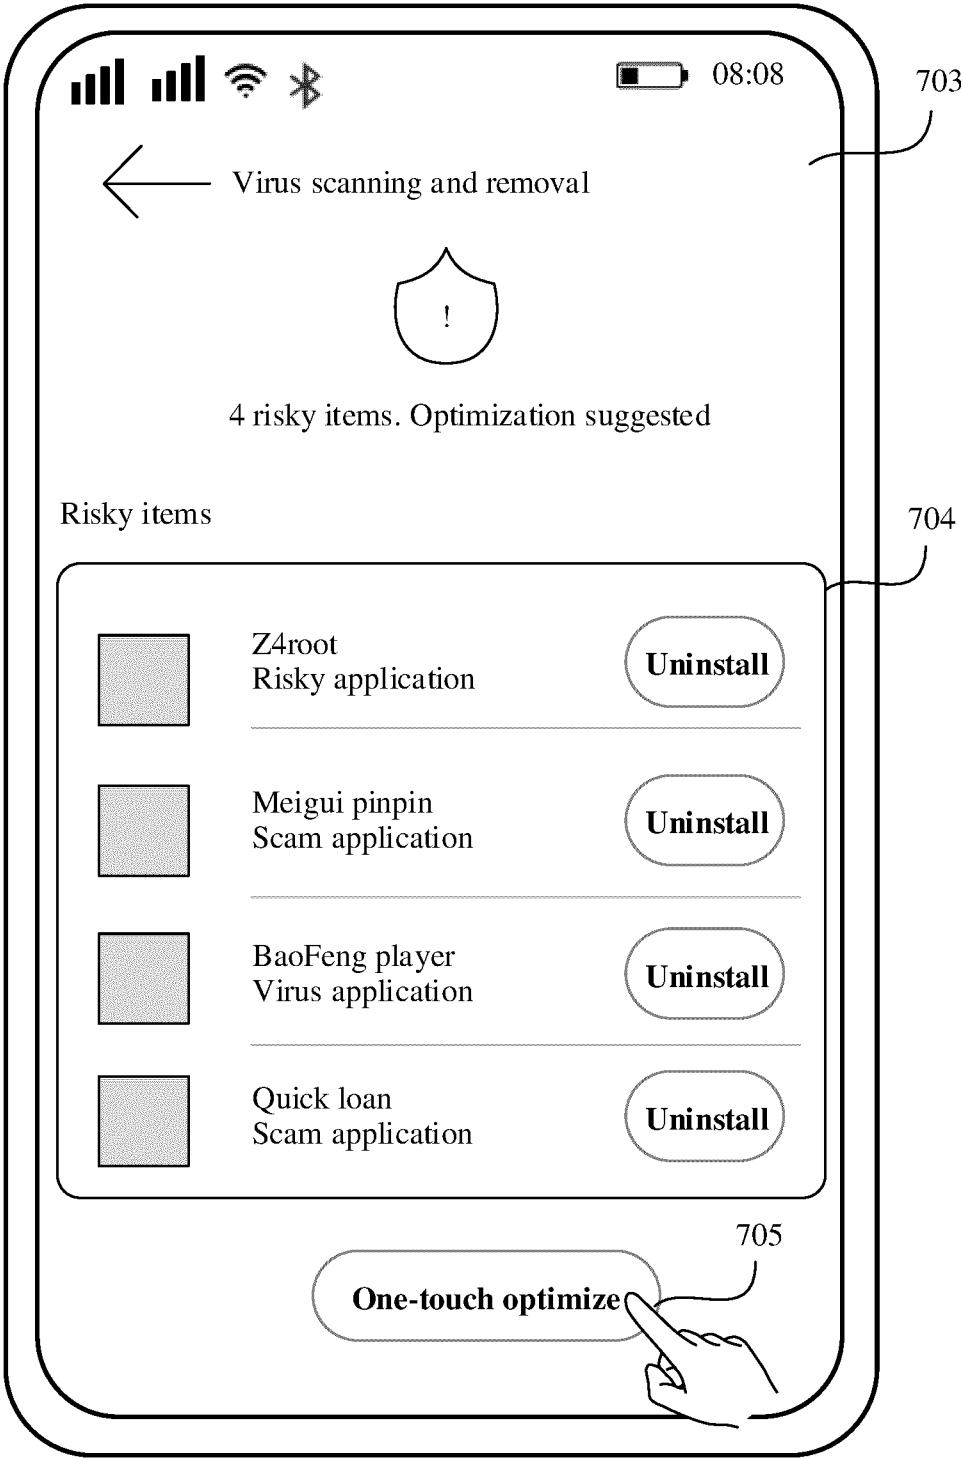 08:08
703
Virus scanning and removal
!
4 risky items. Optimization suggested
Risky items
704
Z4root
Risky application
Uninstall
Meigui pinpin
Scam application
Uninstall
BaoFeng player
Virus application
Uninstall
Quick loan
Scam application
Uninstall
705
One-touch optimize